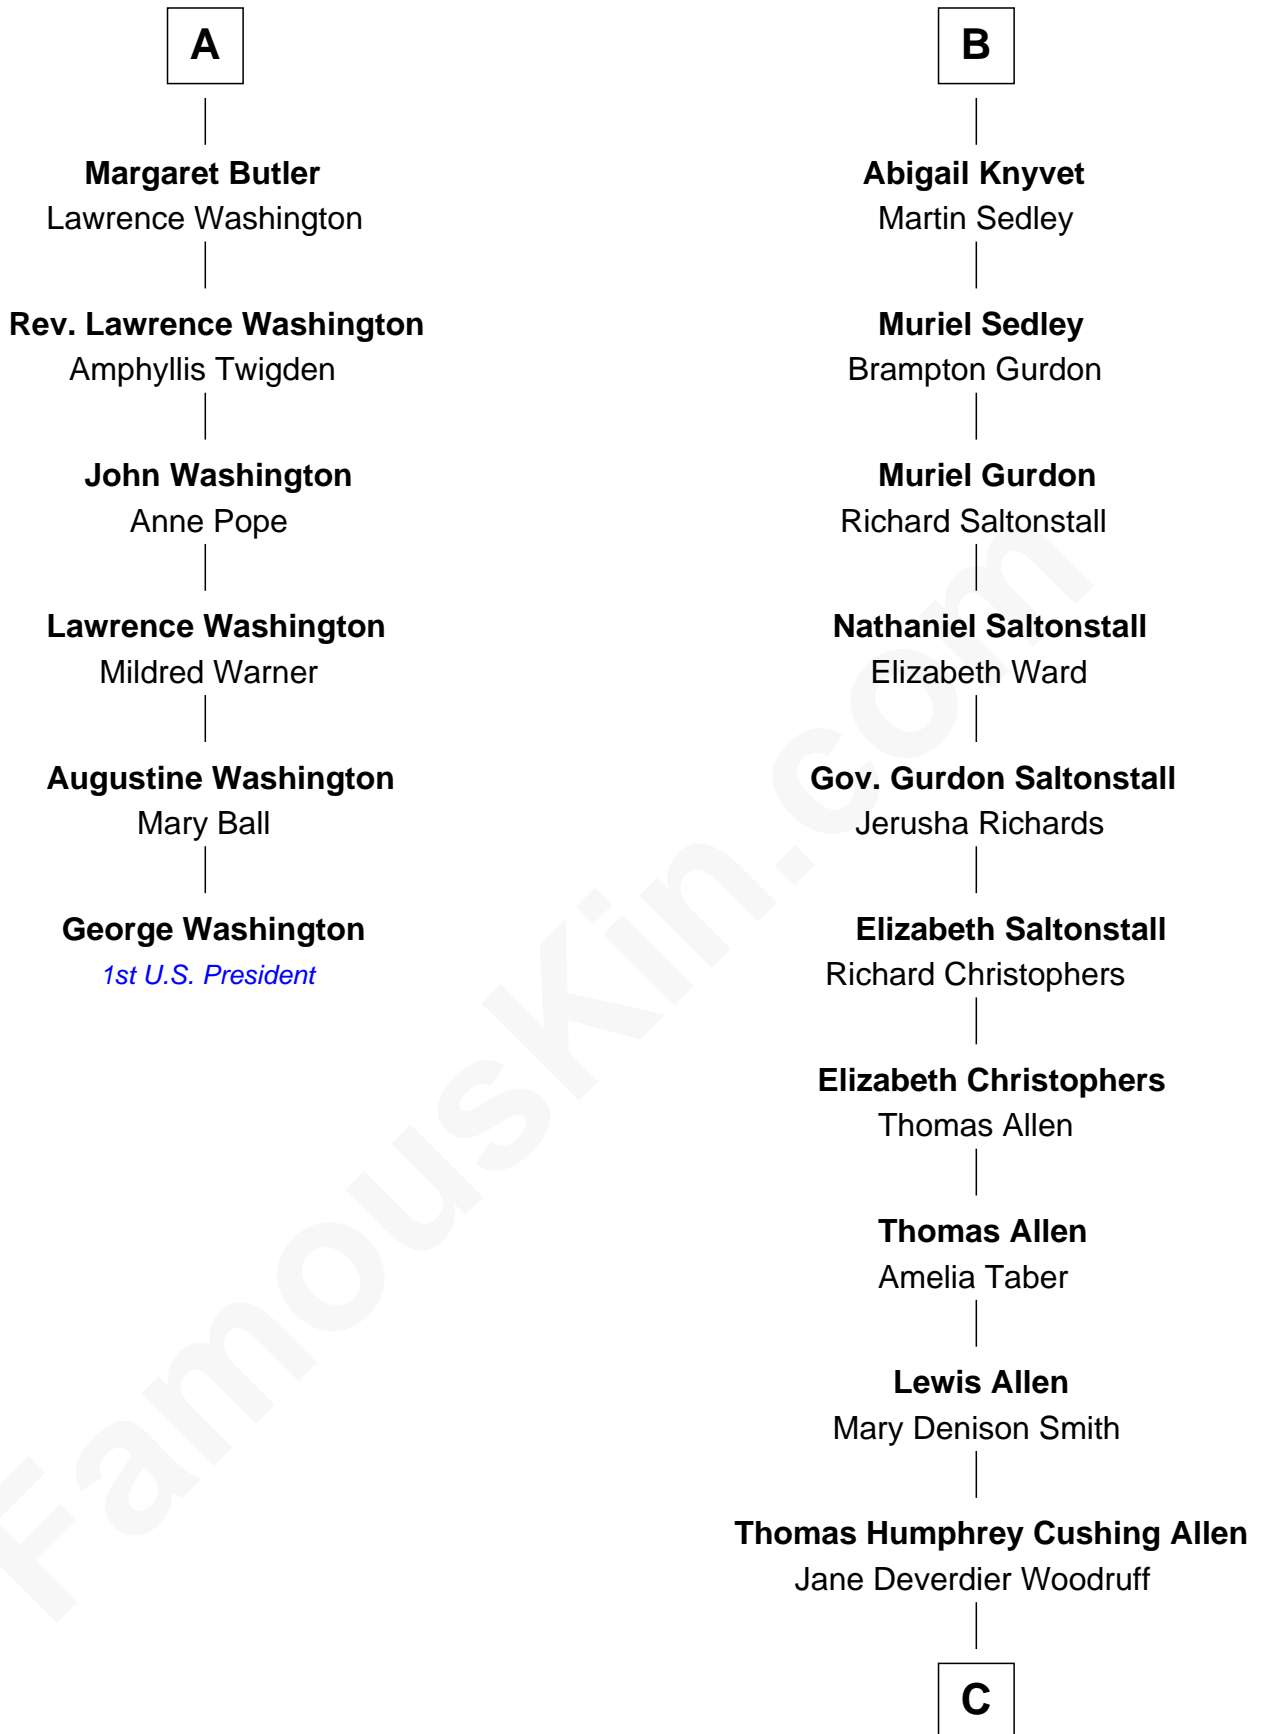 A
Margaret Butler
Lawrence Washington
Rev. Lawrence Washington
Amphyllis Twigden
John Washington
Anne Pope
Lawrence Washington
Mildred Warner
Augustine Washington
Mary Ball
George Washington
1st U.S. President
B
Abigail Knyvet
Martin Sedley
Muriel Sedley
Brampton Gurdon
Muriel Gurdon
Richard Saltonstall
Nathaniel Saltonstall
Elizabeth Ward
Gov. Gurdon Saltonstall
Jerusha Richards
Elizabeth Saltonstall
Richard Christophers
Elizabeth Christophers
Thomas Allen
Thomas Allen
Amelia Taber
Lewis Allen
Mary Denison Smith
Thomas Humphrey Cushing Allen
Jane Deverdier Woodruff
C
FamousKin.com